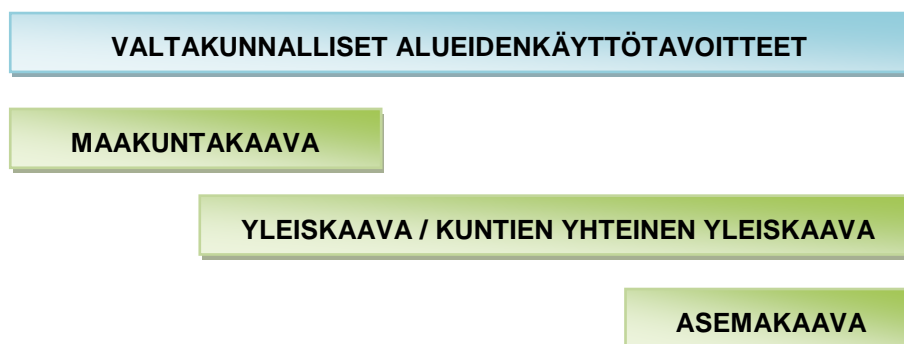 VALTAKUNNALLISET ALUEIDENKÄYTTÖTAVOITTEET
MAAKUNTAKAAVA
YLEISKAAVA / KUNTIEN YHTEINEN YLEISKAAVA
ASEMAKAAVA